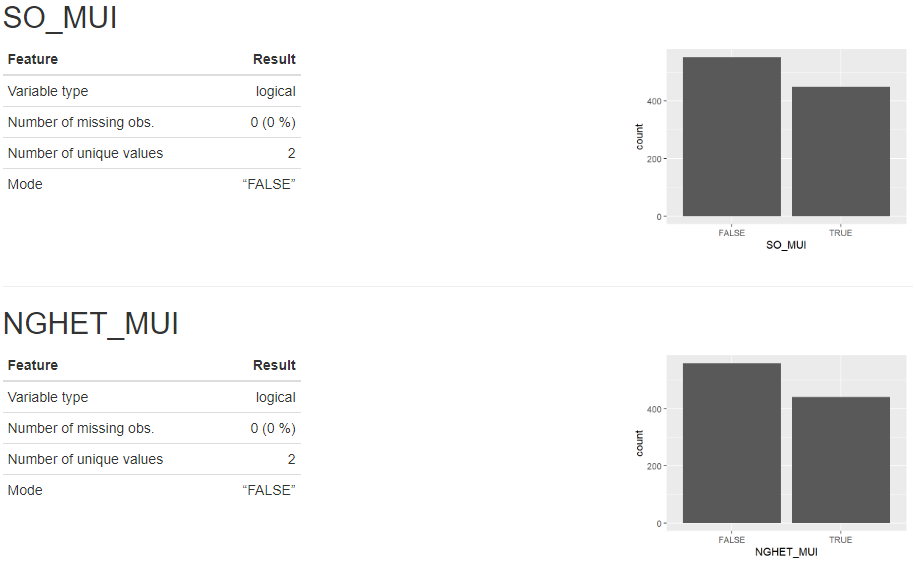 SO_MUI
Feature Result
Variable type logical
Number of missing obs. 0 (0 %)
Number of unique values 2
Mode “FALSE”
count
400
200
0
FALSE TRUE
SO_MUI
NGHET_MUI
Feature Result
Variable type logical
Number of missing obs. 0 (0 %)
Number of unique values 2
Mode “FALSE”
count
400
200
0
FALSE TRUE
NGHET_MUI